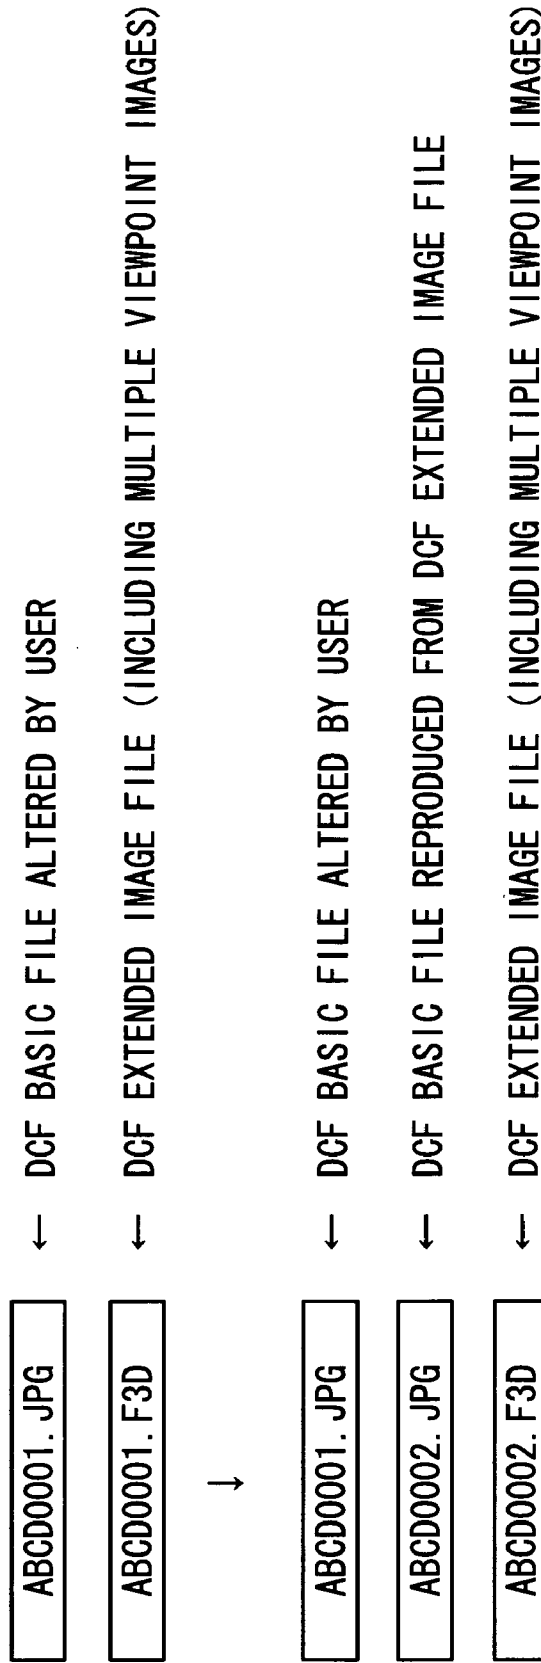 ABCD0001. JPG ← DCF BASIC FILE ALTERED BY USER
ABCD0001. F3D ← DCF EXTENDED IMAGE FILE (INCLUDING MULTIPLE VIEWPOINT IMAGES)
↓
ABCD0001. JPG ← DCF BASIC FILE ALTERED BY USER
ABCD0002. JPG ← DCF BASIC FILE REPRODUCED FROM DCF EXTENDED IMAGE FILE
ABCD0002. F3D ← DCF EXTENDED IMAGE FILE (INCLUDING MULTIPLE VIEWPOINT IMAGES)